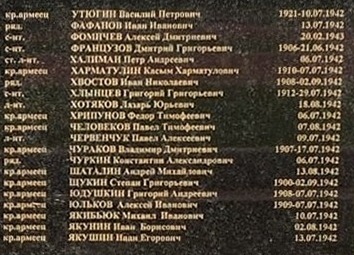 кр.армеец УТЮГИН Василий Петрович 1921-10.07.1942
ряд. ФАФАНОВ Иван Иванович 13.07.1942
с-нт. ФОМИЧЕВ Алексей Дмитриевич 20.02.1943
с-нт. ФРАНЦУЗОВ Дмитрий Григорьевич 1906-21.06.1942
ст. л-нт. ХАЛИМАН Петр Андреевич 06.07.1942
кр.армеец ХАРМАТУЛИН Касым Харматулович 1910-07.07.1942
ряд. ХВОСТОВ Иван Николаевич 1908-02.09.1942
с-нт. ХЛЫНЦЕВ Григорий Григорьевич 1912-29.07.1942
л-нт. ХОТЯКОВ Лазарь Юрьевич 18.08.1942
кр.армеец ХРИПУНОВ Федор Тимофеевич 06.07.1942
кр.армеец ЧЕЛОВЕКОВ Павел Тимофеевич 07.08.1942
л-нт. ЧЕРВЕНЧУК Павел Алексеевич 09.07.1942
кр.армеец ЧУРАКОВ Владимир Дмитриевич 1907-17.07.1942
ряд. ЧУРКИН Константин Александрович 06.07.1942
кр.армеец ШАТАЛИН Андрей Михайлович 13.08.1942
кр.армеец ЩУКИН Степан Григорьевич 1900-02.09.1942
кр.армеец ЮДУШКИН Григорий Андреевич 1908-07.07.1942
кр.армеец ЮЛЬКОВ Алексей Иванович 1909-07.07.1942
кр.армеец ЯКИБЬЮК Михаил Иванович 10.07.1942
кр.армеец ЯКУНИН Иван Борисович 02.08.1942
кр.армеец ЯКУШИН Иван Егорович 13.07.1942